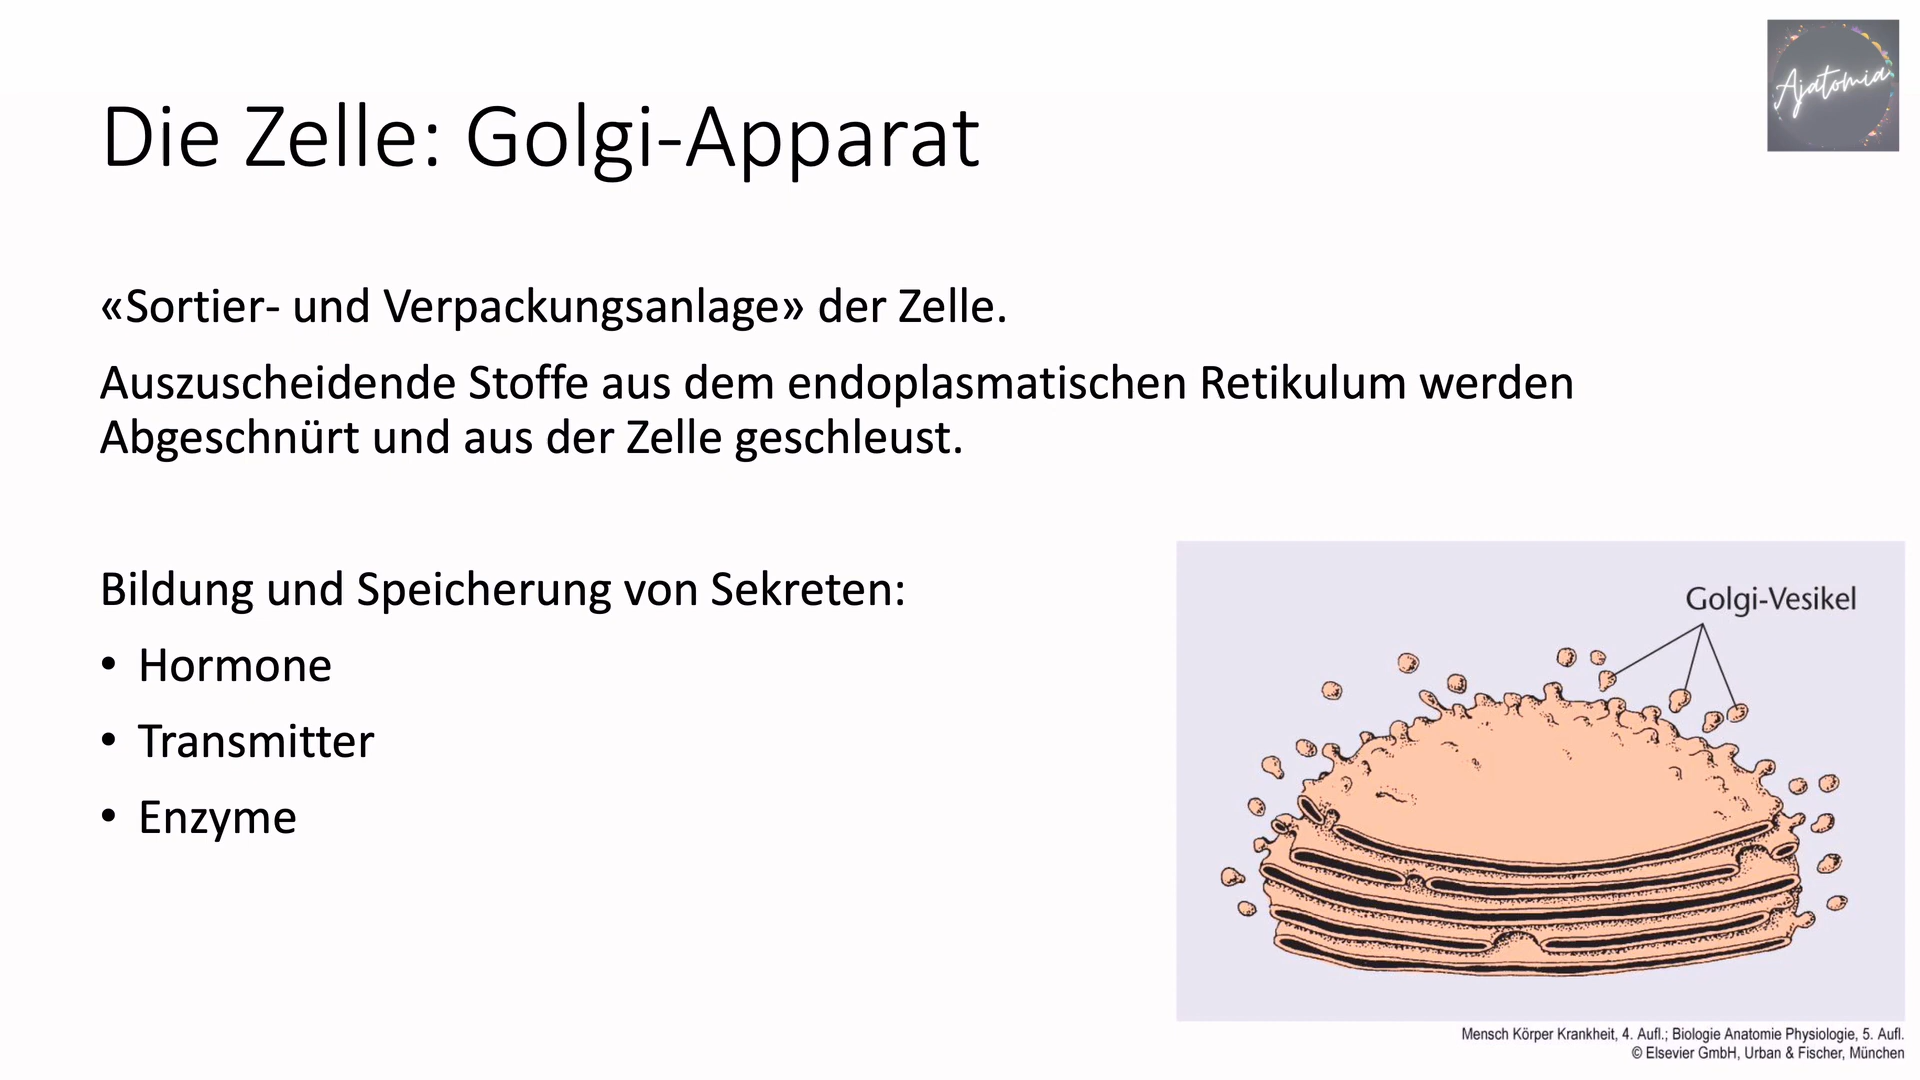 Ajatomia
Die Zelle: Golgi-Apparat
«Sortier- und Verpackungsanlage» der Zelle.
Auszuscheidende Stoffe aus dem endoplasmatischen Retikulum werden
Abgeschnürt und aus der Zelle geschleust.
Bildung und Speicherung von Sekreten:
• Hormone
• Transmitter
• Enzyme
Golgi-Vesikel
Mensch Körper Krankheit, 4. Aufl.; Biologie Anatomie Physiologie, 5. Aufl.
© Elsevier GmbH, Urban & Fischer, München